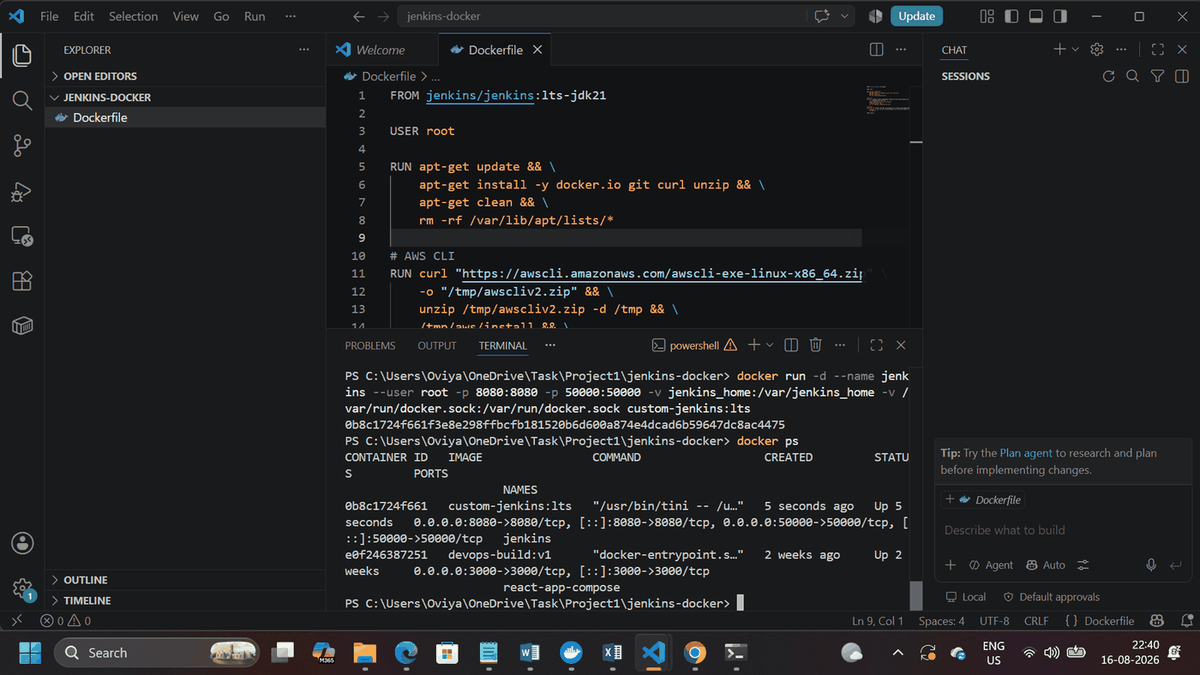 File Edit Selection View Go Run ··· jenkins-docker Update
EXPLORER ···
OPEN EDITORS
JENKINS-DOCKER
Dockerfile
OUTLINE
TIMELINE
1
Welcome Dockerfile ···
Dockerfile > ...
1 FROM jenkins/jenkins:lts-jdk21
2
3 USER root
4
5 RUN apt-get update && \
6 apt-get install -y docker.io git curl unzip && \
7 apt-get clean && \
8 rm -rf /var/lib/apt/lists/*
9
10 # AWS CLI
11 RUN curl "https://awscli.amazonaws.com/awscli-exe-linux-x86_64.zip" \
12 -o "/tmp/awscliv2.zip" && \
13 unzip /tmp/awscliv2.zip -d /tmp && \
14 /tmp/aws/install && \
PROBLEMS OUTPUT TERMINAL ··· powershell ···
PS C:\Users\Oviya\OneDrive\Task\Project1\jenkins-docker> docker run -d --name jenk
ins --user root -p 8080:8080 -p 50000:50000 -v jenkins_home:/var/jenkins_home -v /
var/run/docker.sock:/var/run/docker.sock custom-jenkins:lts
0b8c1724f661f3e8e298ffbcfb181520b6d600a874e4dcad6b59647dc8ac4475
PS C:\Users\Oviya\OneDrive\Task\Project1\jenkins-docker> docker ps
CONTAINER ID IMAGE COMMAND CREATED STATU
S PORTS
NAMES
0b8c1724f661 custom-jenkins:lts "/usr/bin/tini -- /u…" 5 seconds ago Up 5
seconds 0.0.0.0:8080->8080/tcp, [::]:8080->8080/tcp, 0.0.0.0:50000->50000/tcp, [
::]:50000->50000/tcp jenkins
e0f246387251 devops-build:v1 "docker-entrypoint.s…" 2 weeks ago Up 2
weeks 0.0.0.0:3000->3000/tcp, [::]:3000->3000/tcp
react-app-compose
PS C:\Users\Oviya\OneDrive\Task\Project1\jenkins-docker>
CHAT ···
SESSIONS
Tip: Try the Plan agent to research and plan
before implementing changes.
+ Dockerfile
Describe what to build
Agent Auto
Local Default approvals
0 0 Ln 9, Col 1 Spaces: 4 UTF-8 CRLF { } Dockerfile
Search M365 ENG 22:40
US 16-08-2026